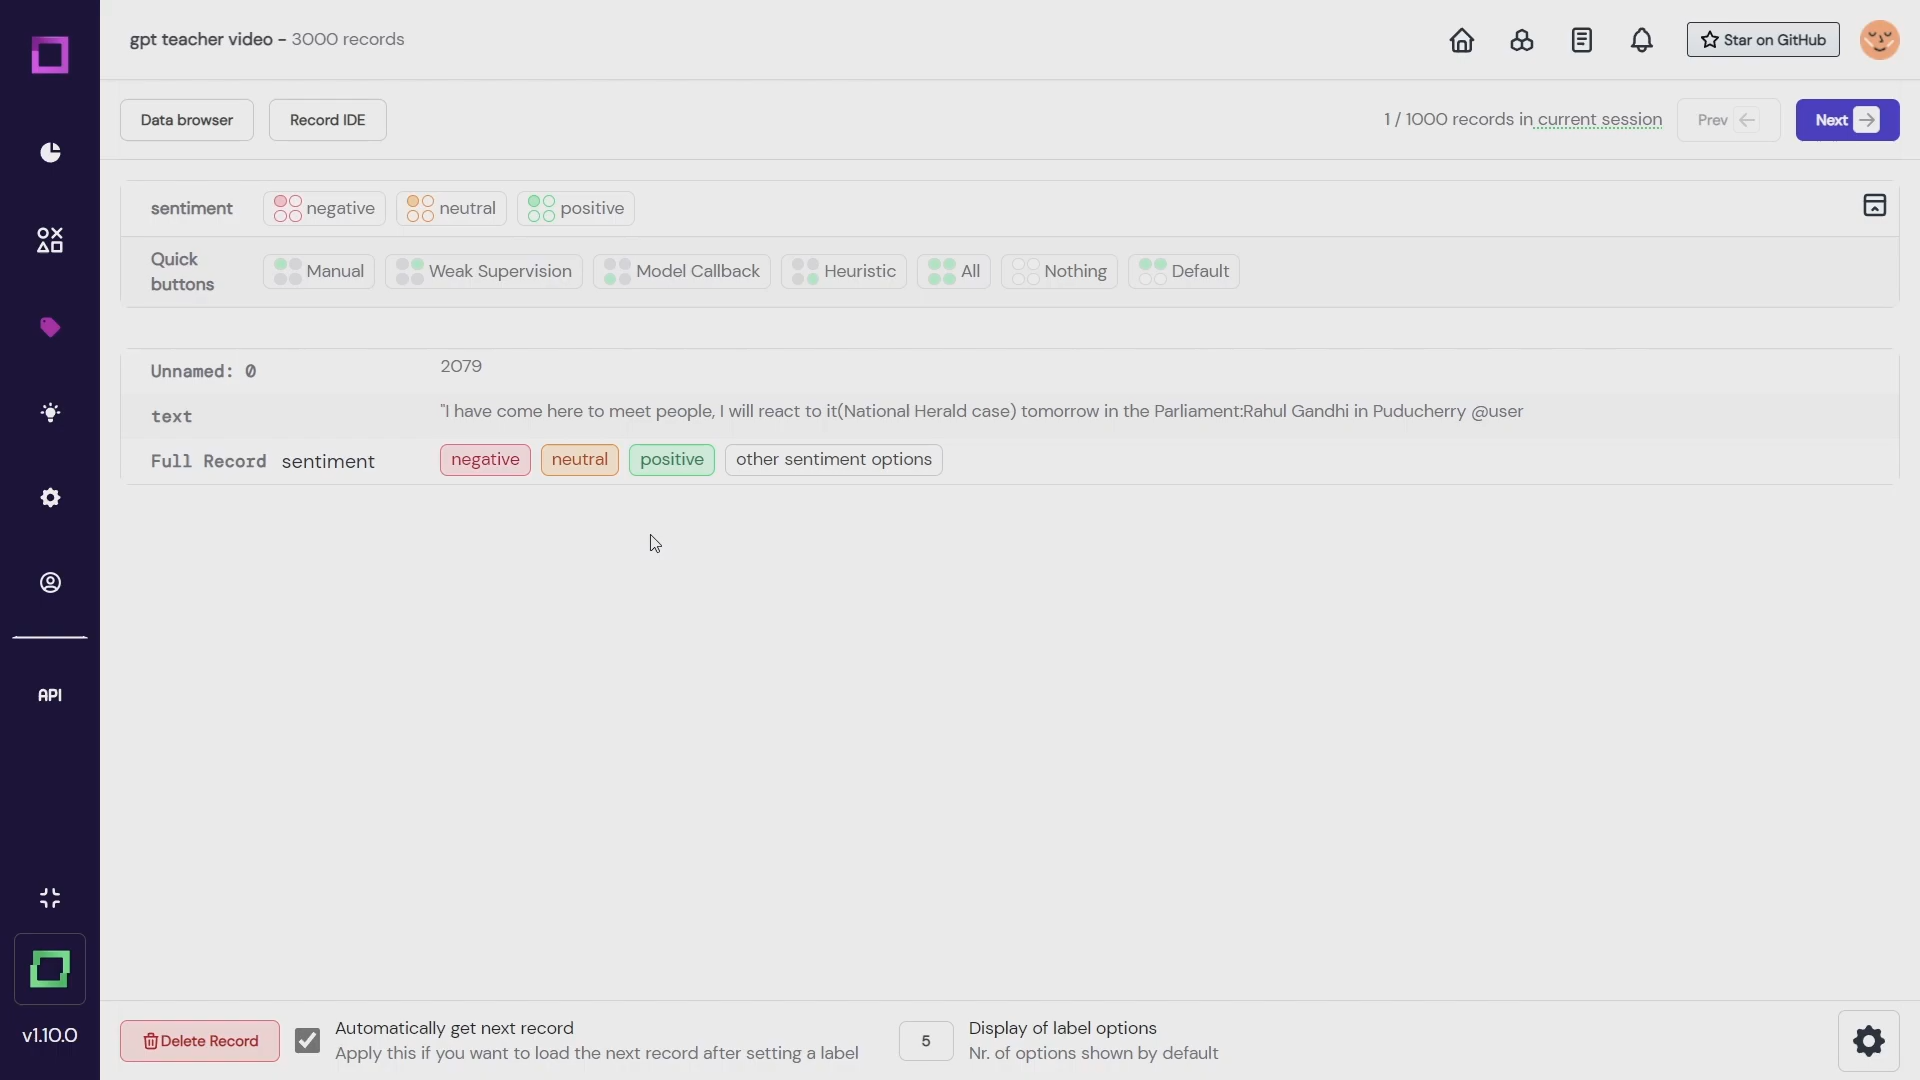 gpt teacher video - 3000 records
Star on GitHub
Data browser
Record IDE
1 / 1000 records in current session
Prev
Next
sentiment
negative
neutral
positive
Quick buttons
Manual
Weak Supervision
Model Callback
Heuristic
All
Nothing
Default
Unnamed: 0
2079
text
"I have come here to meet people, I will react to it(National Herald case) tomorrow in the Parliament:Rahul Gandhi in Puducherry @user
Full Record sentiment
negative
neutral
positive
other sentiment options
API
v1.10.0
Delete Record
Automatically get next record
Apply this if you want to load the next record after setting a label
5
Display of label options
Nr. of options shown by default